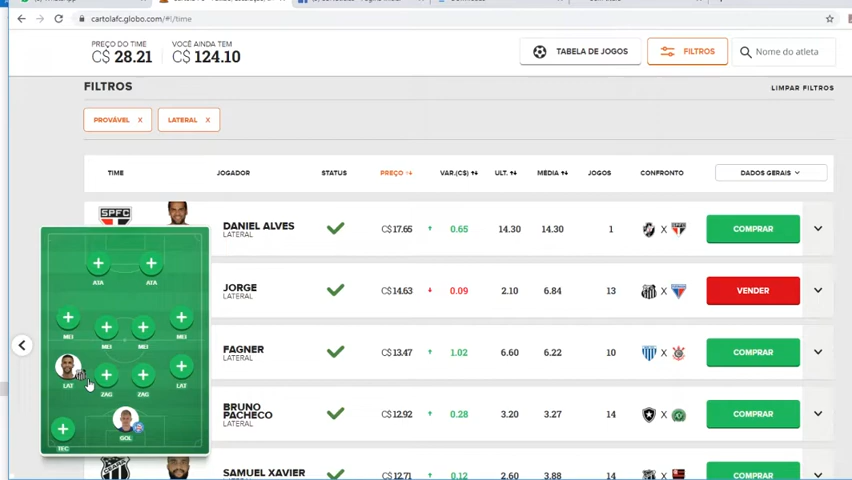 WhatsApp
cartolafc.globo.com/#!/time
PREÇO DO TIME
C$ 28.21
VOCÊ AINDA TEM
C$ 124.10
TABELA DE JOGOS
FILTROS
Nome do atleta
FILTROS
LIMPAR FILTROS
PROVÁVEL X
LATERAL X
TIME JOGADOR STATUS PREÇO VAR.(C$) ULT. MÉDIA JOGOS CONFRONTO DADOS GERAIS
SPFC
DANIEL ALVES
LATERAL
C$ 17.65 0.65 14.30 14.30 1 X COMPRAR
JORGE
LATERAL
C$ 14.63 0.09 2.10 6.84 13 X VENDER
FAGNER
LATERAL
C$ 13.47 1.02 6.60 6.22 10 X COMPRAR
BRUNO
PACHECO
LATERAL
C$ 12.92 0.28 3.20 3.27 14 X COMPRAR
SAMUEL XAVIER
C$ 12.71 0.12 2.60 3.88 14 X COMPRAR
ATA ATA
MEI MEI MEI MEI
LAT ZAG ZAG LAT
TEC GOL